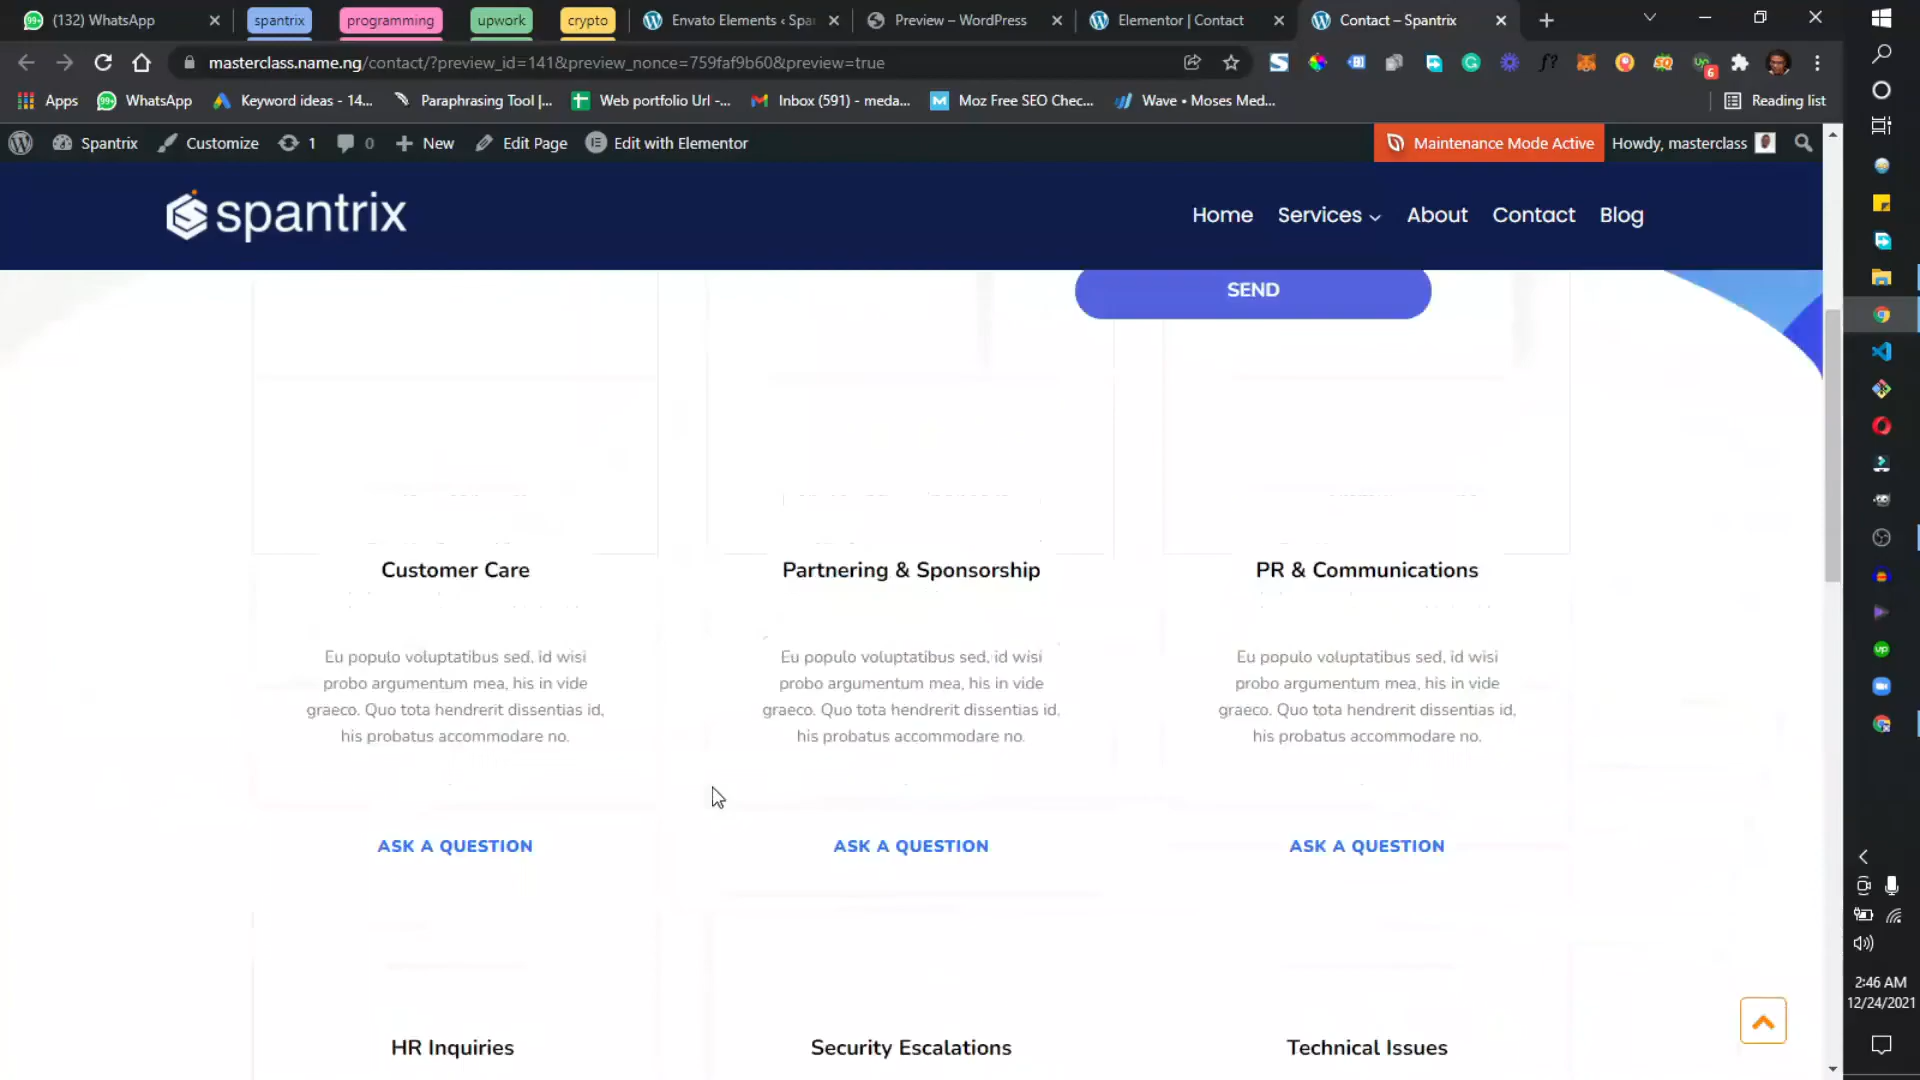 (132) WhatsApp
spantrix
programming
upwork
crypto
Envato Elements ‹ Spa
Preview – WordPress
Elementor | Contact
Contact – Spantrix
masterclass.name.ng/contact/?preview_id=141&preview_nonce=759faf9b60&preview=true
Apps
WhatsApp
Keyword ideas - 14...
Paraphrasing Tool |...
Web portfolio Url -...
Inbox (591) - meda...
Moz Free SEO Chec...
Wave • Moses Med...
Reading list
Spantrix
Customize
1
0
New
Edit Page
Edit with Elementor
Maintenance Mode Active
Howdy, masterclass
spantrix
Home
Services
About
Contact
Blog
SEND
Customer Care
Eu populo voluptatibus sed, id wisi
probo argumentum mea, his in vide
graeco. Quo tota hendrerit dissentias id,
his probatus accommodare no.
ASK A QUESTION
Partnering & Sponsorship
Eu populo voluptatibus sed, id wisi
probo argumentum mea, his in vide
graeco. Quo tota hendrerit dissentias id,
his probatus accommodare no.
ASK A QUESTION
PR & Communications
Eu populo voluptatibus sed, id wisi
probo argumentum mea, his in vide
graeco. Quo tota hendrerit dissentias id,
his probatus accommodare no.
ASK A QUESTION
HR Inquiries
Security Escalations
Technical Issues
2:46 AM
12/24/2021